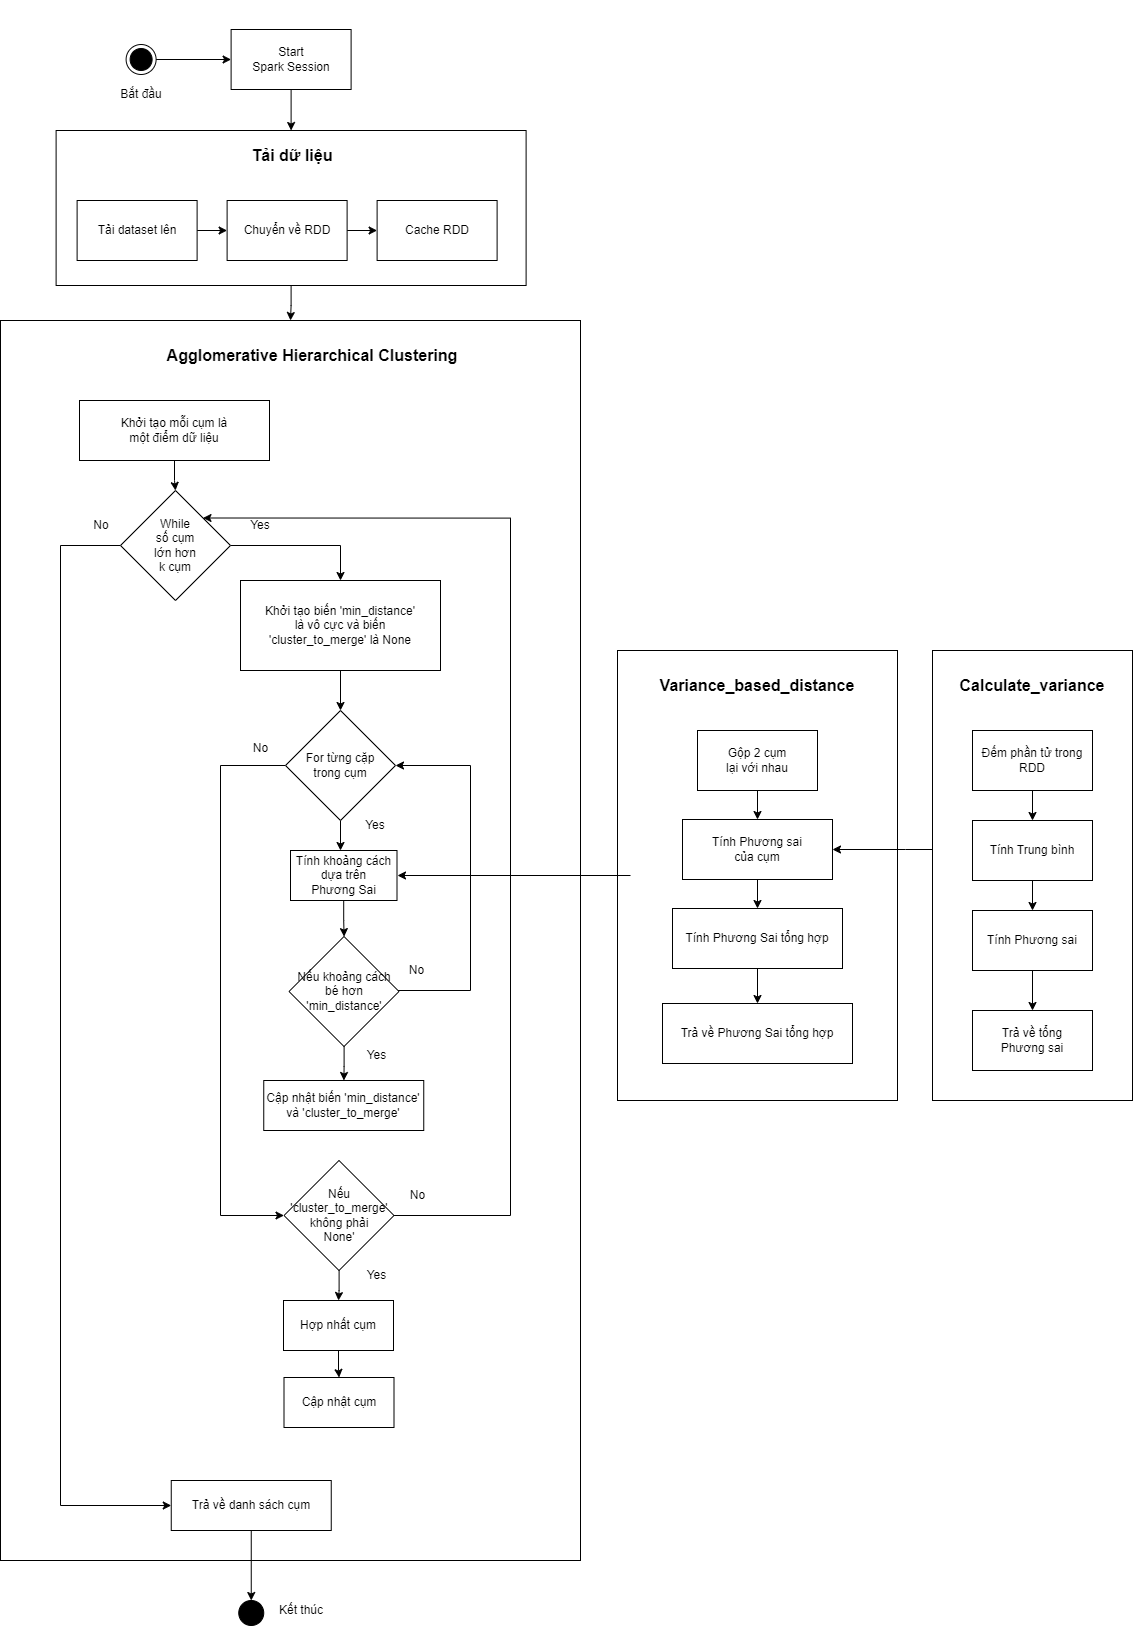 Start
Spark Session
Bắt đầu
Tải dữ liệu
Tải dataset lên
Chuyển về RDD
Cache RDD
Agglomerative Hierarchical Clustering
Khởi tạo mỗi cụm là
một điểm dữ liệu
No
While
số cụm
lớn hơn
k cụm
Yes
Khởi tạo biến 'min_distance'
là vô cực và biến
'cluster_to_merge' là None
No
For từng cặp
trong cụm
Yes
Tính khoảng cách
dựa trên
Phương Sai
Nếu khoảng cách
bé hơn
'min_distance'
No
Yes
Cập nhật biến 'min_distance'
và 'cluster_to_merge'
Nếu
'cluster_to_merge'
không phải
None'
No
Yes
Hợp nhất cụm
Cập nhật cụm
Trả về danh sách cụm
Kết thúc
Variance_based_distance
Gộp 2 cụm
lại với nhau
Tính Phương sai
của cụm
Tính Phương Sai tổng hợp
Trả về Phương Sai tổng hợp
Calculate_variance
Đếm phần tử trong
RDD
Tính Trung bình
Tính Phương sai
Trả về tổng
Phương sai